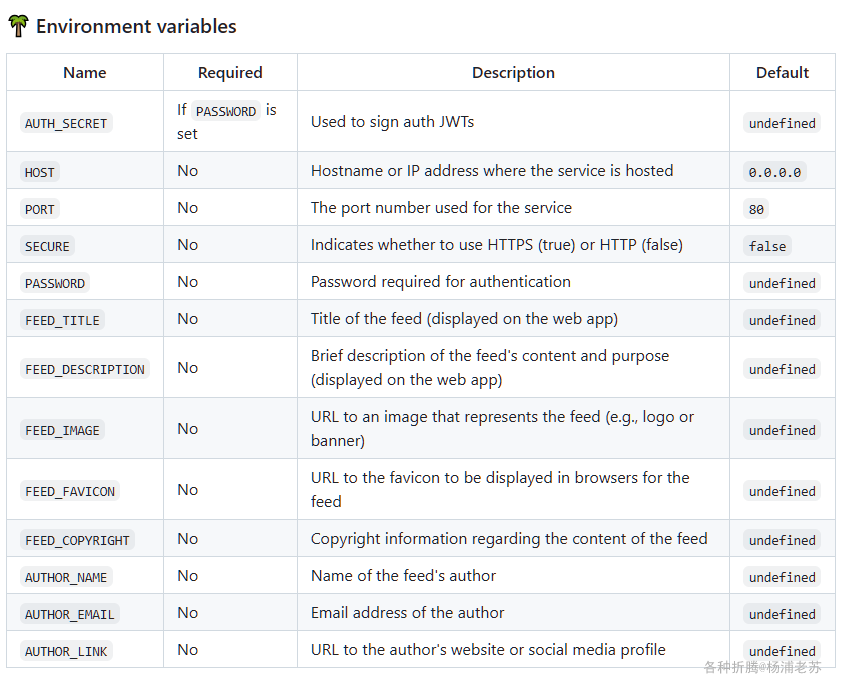 🌴 Environment variables
Name Required Description Default
AUTH_SECRET If PASSWORD is set Used to sign auth JWTs undefined
HOST No Hostname or IP address where the service is hosted 0.0.0.0
PORT No The port number used for the service 80
SECURE No Indicates whether to use HTTPS (true) or HTTP (false) false
PASSWORD No Password required for authentication undefined
FEED_TITLE No Title of the feed (displayed on the web app) undefined
FEED_DESCRIPTION No Brief description of the feed's content and purpose
(displayed on the web app) undefined
FEED_IMAGE No URL to an image that represents the feed (e.g., logo or
banner) undefined
FEED_FAVICON No URL to the favicon to be displayed in browsers for the
feed undefined
FEED_COPYRIGHT No Copyright information regarding the content of the feed undefined
AUTHOR_NAME No Name of the feed's author undefined
AUTHOR_EMAIL No Email address of the author undefined
AUTHOR_LINK No URL to the author's website or social media profile undefined
各种折腾@杨浦老苏